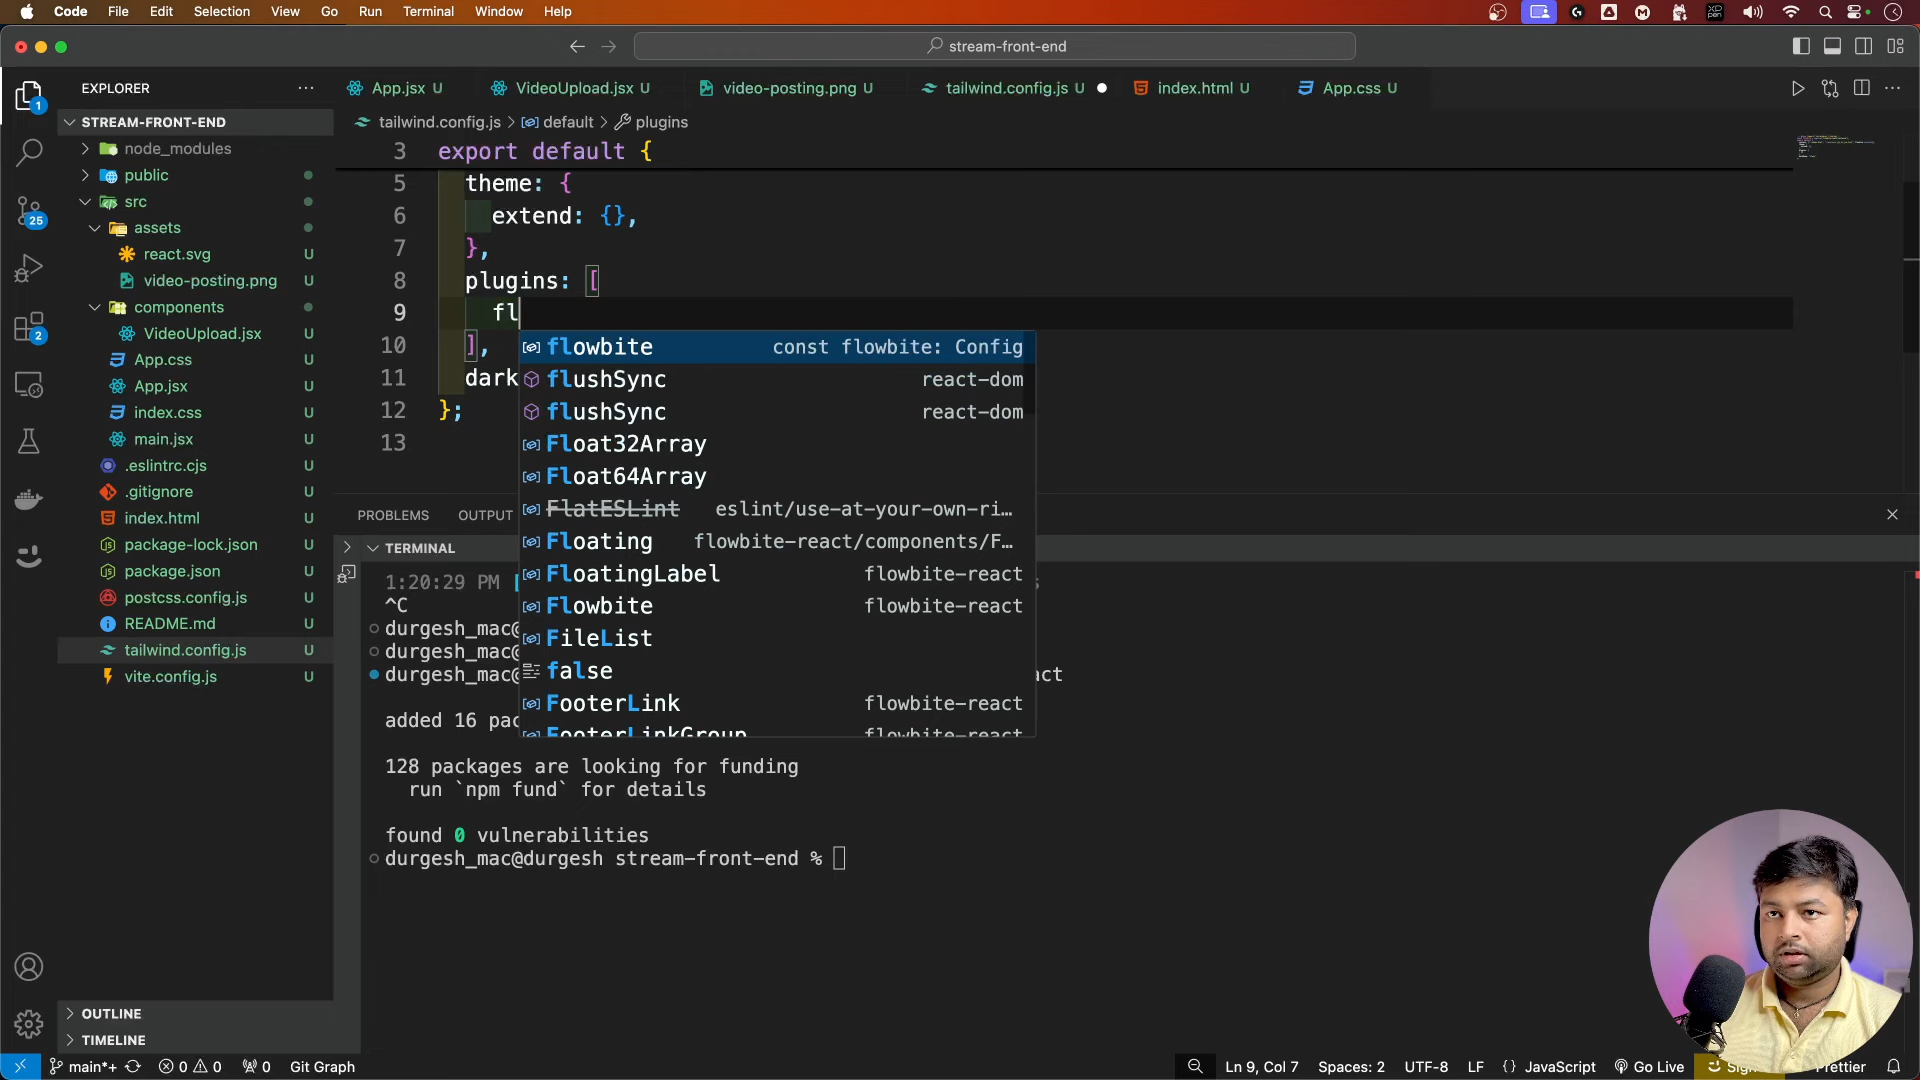 Code File Edit Selection View Go Run Terminal Window Help
stream-front-end
EXPLORER
App.jsx U
VideoUpload.jsx U
video-posting.png U
tailwind.config.js U
index.html U
App.css U
STREAM-FRONT-END
tailwind.config.js > default > plugins
node_modules
public
src
assets
react.svg U
video-posting.png U
components
VideoUpload.jsx U
App.css U
App.jsx U
index.css U
main.jsx U
.eslintrc.cjs U
.gitignore U
index.html U
package-lock.json U
package.json U
postcss.config.js U
README.md U
tailwind.config.js U
vite.config.js U
1
25
2
3 export default {
5 theme: {
6 extend: {},
7 },
8 plugins: [
9 fl
10 ],
11 dark
12 };
13
flowbite const flowbite: Config
flushSync react-dom
flushSync react-dom
Float32Array
Float64Array
FlatESLint eslint/use-at-your-own-ri…
Floating flowbite-react/components/F…
FloatingLabel flowbite-react
Flowbite flowbite-react
FileList
false
FooterLink flowbite-react
FooterLinkGroup flowbite-react
PROBLEMS OUTPUT
TERMINAL
1:20:29 PM
^C
durgesh_mac@
durgesh_mac@
durgesh_mac@ act
added 16 pac
128 packages are looking for funding
run `npm fund` for details
found 0 vulnerabilities
durgesh_mac@durgesh stream-front-end %
OUTLINE
TIMELINE
main*+ 0 0 0 Git Graph
Ln 9, Col 7 Spaces: 2 UTF-8 LF {} JavaScript Go Live Prettier